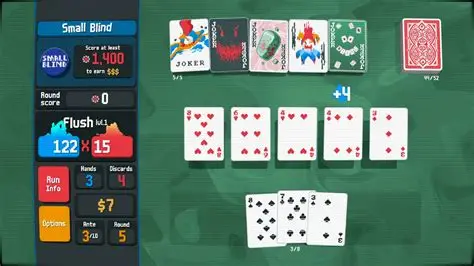 Small Blind
SMALL
BLIND
Score at least
1,400
to earn $$$
Round
score
0
JOKER
5/5
44/52
+4
Flush lvl.1
122 X 15
Run
Info
Hands
3
Discards
4
$7
Options
Ante
3/10
Round
5
3/8